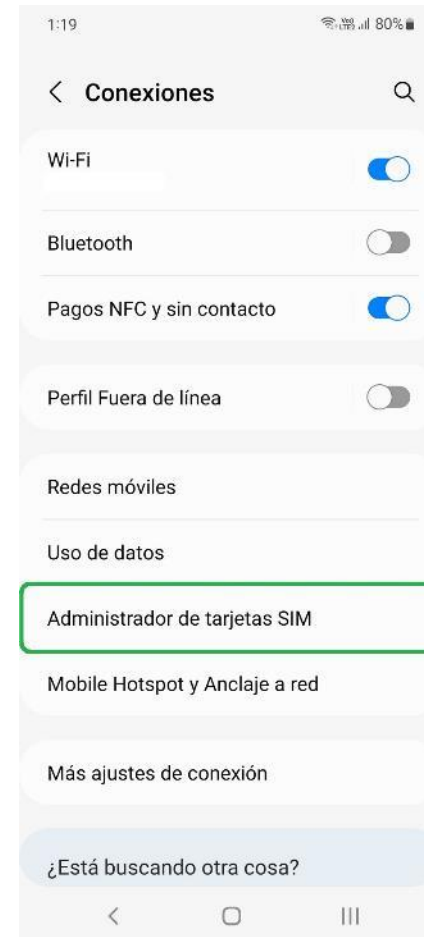 1:19 80%
Conexiones
Wi-Fi
Bluetooth
Pagos NFC y sin contacto
Perfil Fuera de línea
Redes móviles
Uso de datos
Administrador de tarjetas SIM
Mobile Hotspot y Anclaje a red
Más ajustes de conexión
¿Está buscando otra cosa?